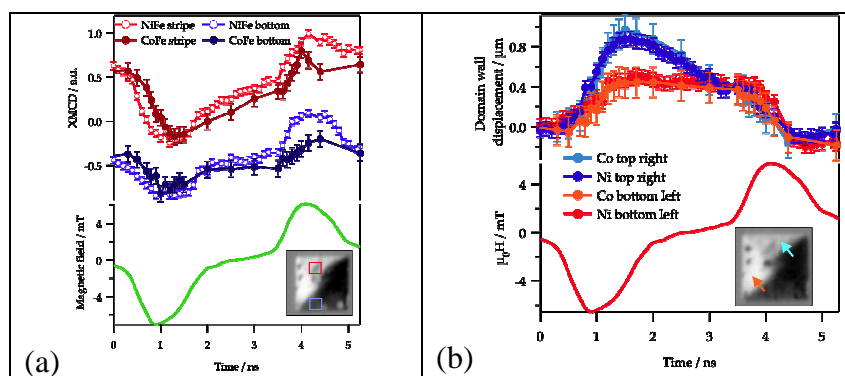 NiFe stripe NiFe bottom
CoFe stripe CoFe bottom
1.0
0.5
0.0
-0.5
XMCD / a.u.
4
0
-4
Magnetic field / mT
0 1 2 3 4 5
Time / ns
(a)
0.8
0.4
0.0
Domain wall
displacement / µm
Co top right
Ni top right
Co bottom left
Ni bottom left
4
0
-4
µ0H / mT
0 1 2 3 4 5
Time / ns
(b)